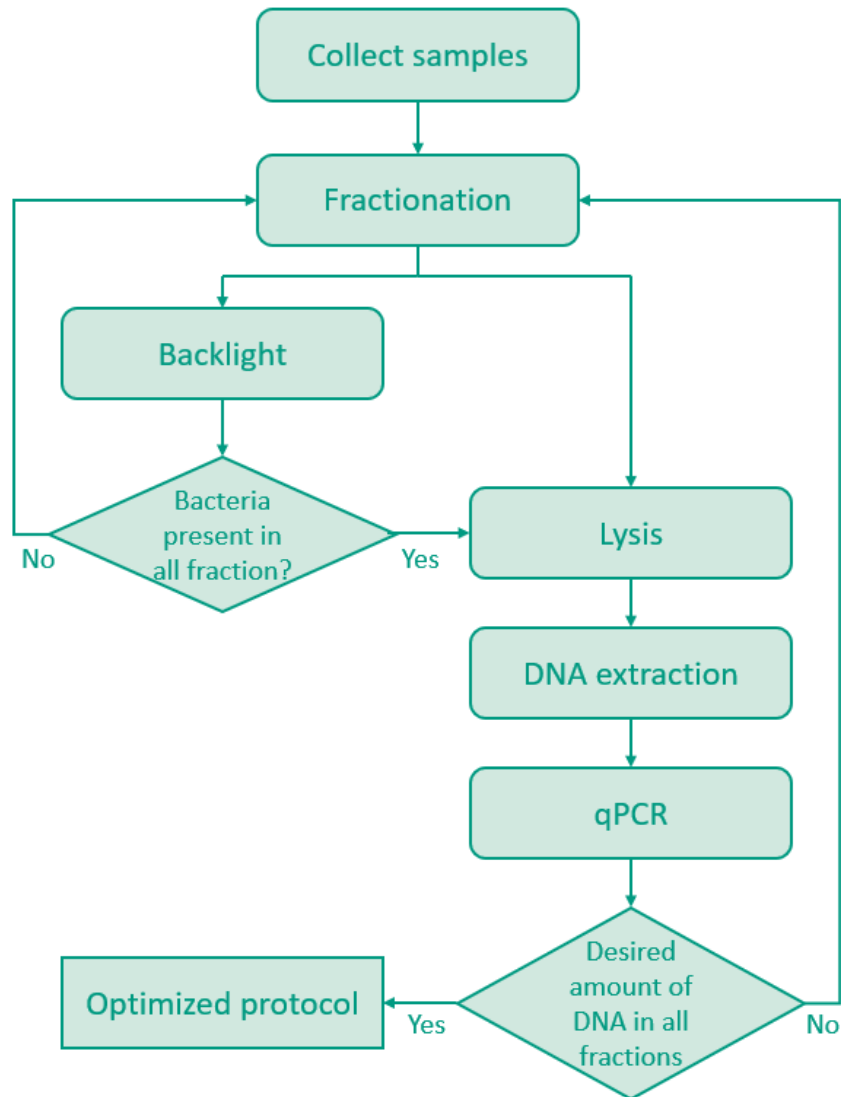 Collect samples
Fractionation
Backlight
Bacteria
present in
all fraction?
No
Yes
Lysis
DNA extraction
qPCR
Desired
amount of
DNA in all
fractions
Yes
No
Optimized protocol